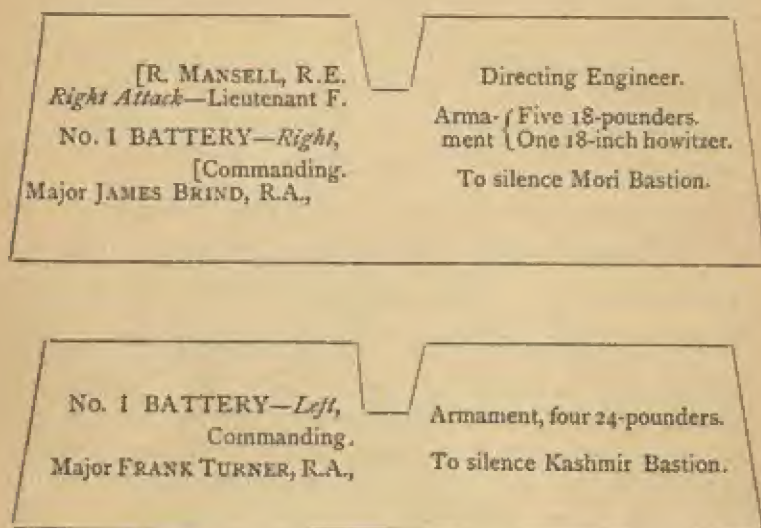 [R. MANSELL, R.E.
Right Attack—Lieutenant F.
No. 1 BATTERY—Right,
[Commanding.
Major JAMES BRIND, R.A.,
Directing Engineer.
Arma- { Five 18-pounders.
ment { One 18-inch howitzer.
To silence Mori Bastion.
No. 1 BATTERY—Left,
Commanding.
Major FRANK TURNER, R.A.,
Armament, four 24-pounders.
To silence Kashmir Bastion.